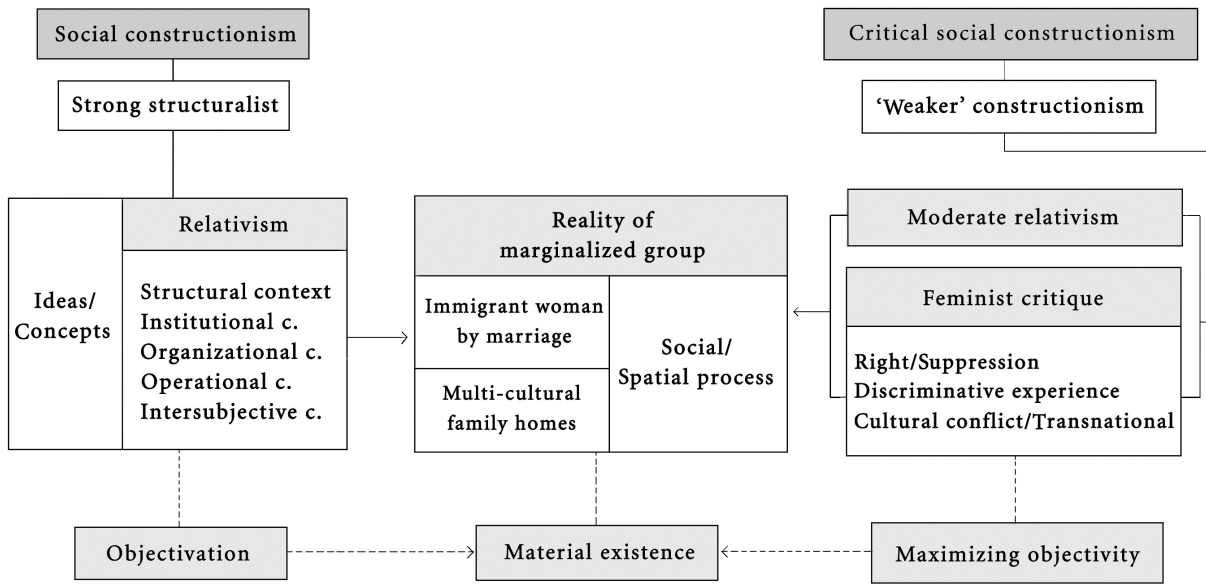 Social constructionism
Strong structuralist
Ideas/
Concepts
Relativism
Structural context
Institutional c.
Organizational c.
Operational c.
Intersubjective c.
Objectivation
Reality of
marginalized group
Immigrant woman
by marriage
Multi-cultural
family homes
Social/
Spatial process
Material existence
Critical social constructionism
‘Weaker’ constructionism
Moderate relativism
Feminist critique
Right/Suppression
Discriminative experience
Cultural conflict/Transnational
Maximizing objectivity